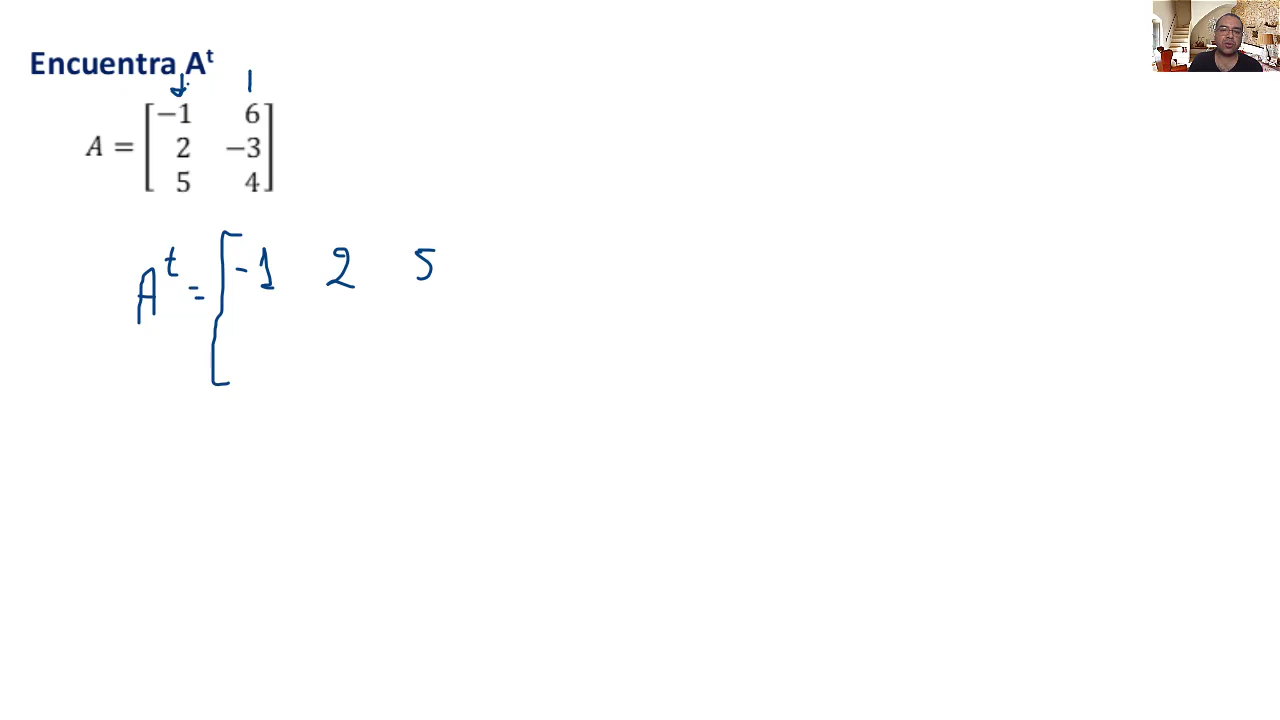 Encuentra Aᵗ
A = [−1 6
2 −3
5 4]
Aᵗ = [-1 2 5